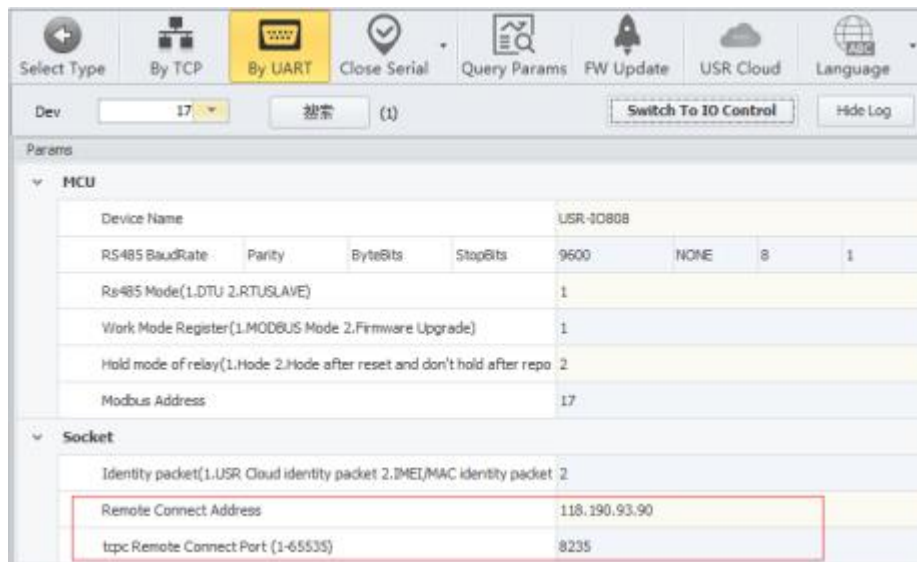 Select Type By TCP By UART Close Serial Query Params FW Update USR Cloud ABC Language
Dev 17 搜索 (1) Switch To IO Control Hide Log
Params
MCU
Device Name USR-IO808
RS485 BaudRate Parity ByteBits StopBits 9600 NONE 8 1
Rs485 Mode(1.DTU 2.RTUSLAVE) 1
Work Mode Register(1.MODBUS Mode 2.Firmware Upgrade) 1
Hold mode of relay(1.Hode 2.Hode after reset and don't hold after repo 2
Modbus Address 17
Socket
Identity packet(1.USR Cloud identity packet 2.IMEI/MAC identity packet 2
Remote Connect Address 118.190.93.90
tcpc Remote Connect Port (1-65535) 8235